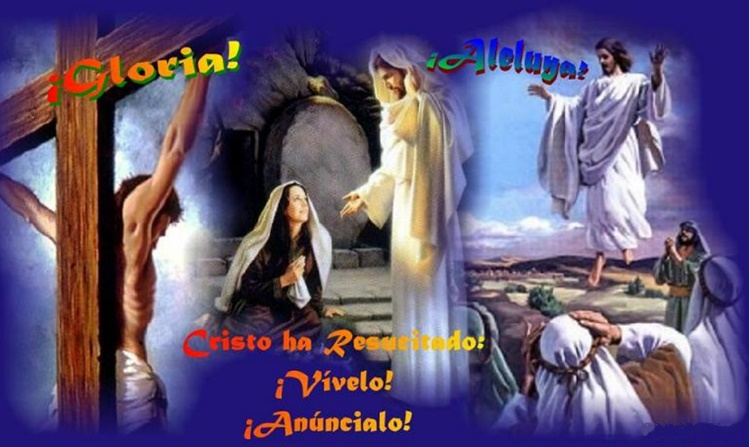 ¡Gloria!
¡Aleluya!
Cristo ha Resucitado!
¡Vívelo!
¡Anúncialo!